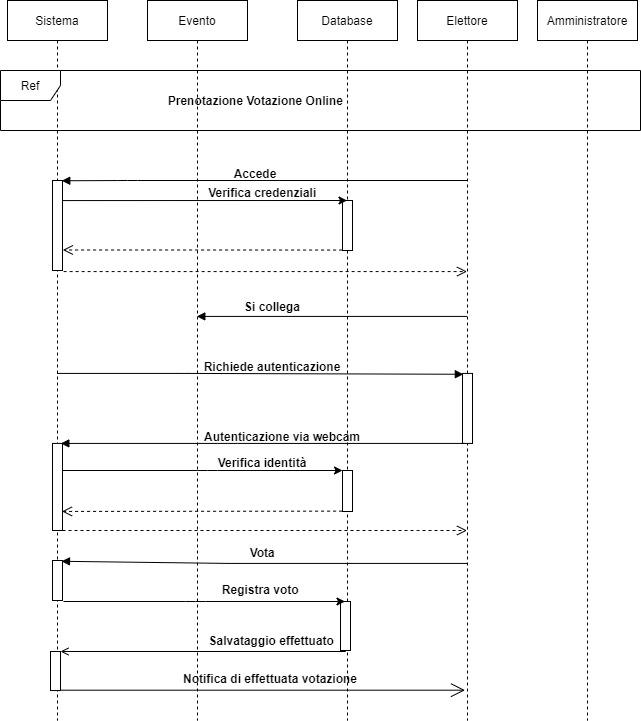 Sistema
Evento
Database
Elettore
Amministratore
Ref
Prenotazione Votazione Online
Accede
Verifica credenziali
Si collega
Richiede autenticazione
Autenticazione via webcam
Verifica identità
Vota
Registra voto
Salvataggio effettuato
Notifica di effettuata votazione